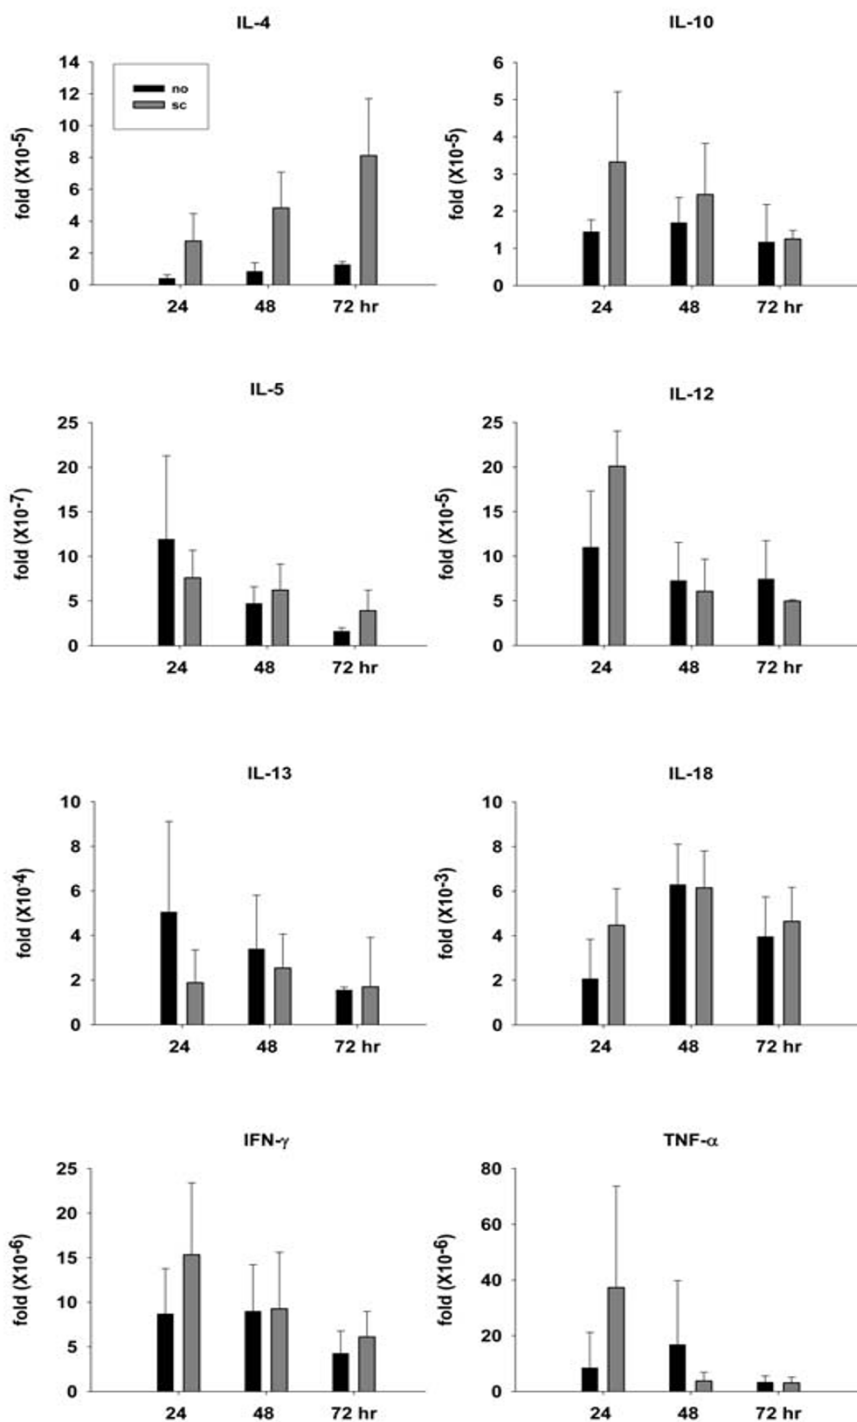 IL-4
fold (X10-5)
14
12
10
8
6
4
2
0
no
sc
24 48 72 hr
IL-10
fold (X10-5)
6
5
4
3
2
1
0
24 48 72 hr
IL-5
fold (X10-7)
25
20
15
10
5
0
24 48 72 hr
IL-12
fold (X10-5)
25
20
15
10
5
0
24 48 72 hr
IL-13
fold (X10-4)
10
8
6
4
2
0
24 48 72 hr
IL-18
fold (X10-3)
10
8
6
4
2
0
24 48 72 hr
IFN-γ
fold (X10-6)
25
20
15
10
5
0
24 48 72 hr
TNF-α
fold (X10-6)
80
60
40
20
0
24 48 72 hr